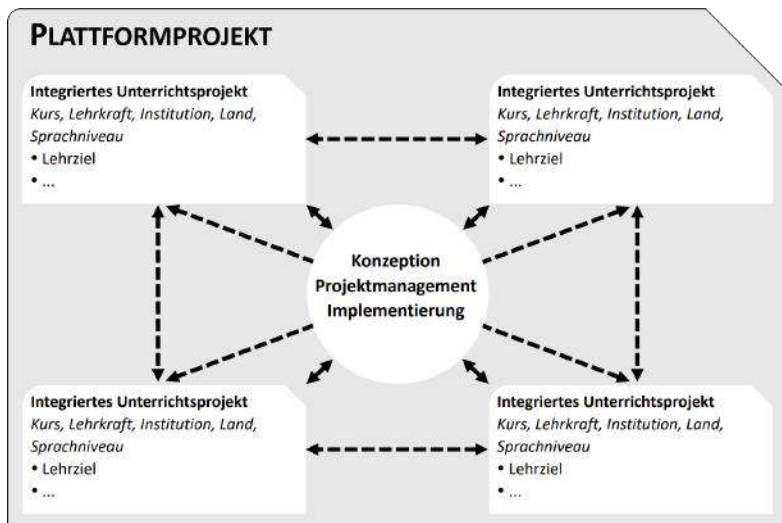 PLATTFORMPROJEKT
Integriertes Unterrichtsprojekt
Kurs, Lehrkraft, Institution, Land,
Sprachniveau
• Lehrziel
• ...
Integriertes Unterrichtsprojekt
Kurs, Lehrkraft, Institution, Land,
Sprachniveau
• Lehrziel
• ...
Konzeption
Projektmanagement
Implementierung
Integriertes Unterrichtsprojekt
Kurs, Lehrkraft, Institution, Land,
Sprachniveau
• Lehrziel
• ...
Integriertes Unterrichtsprojekt
Kurs, Lehrkraft, Institution, Land,
Sprachniveau
• Lehrziel
• ...